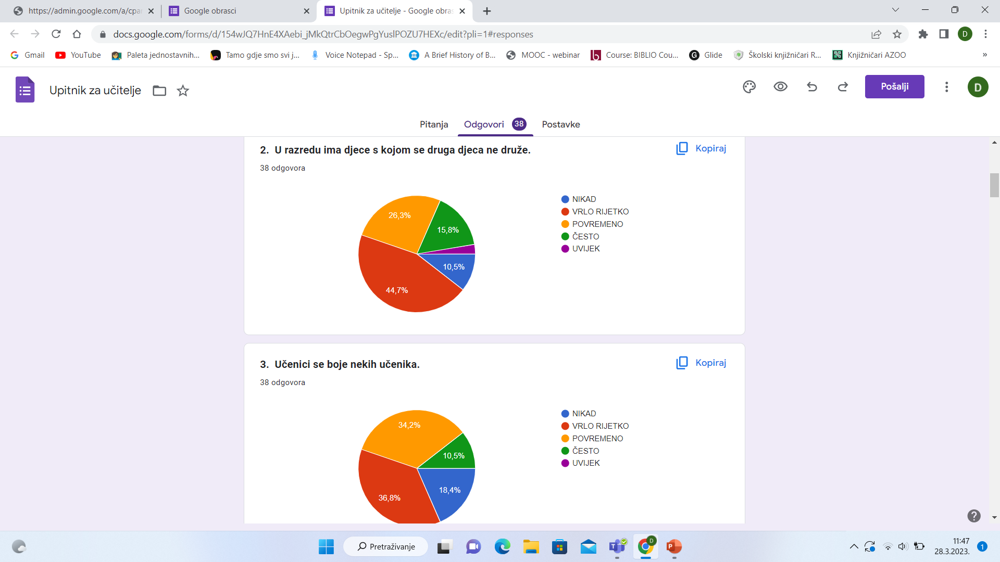 https://admin.google.com/a/cpa
Google obrasci
Upitnik za učitelje - Google obras
docs.google.com/forms/d/154wJQ7HnE4XAebi_jMkQtrCbOegwPgYuslPOZU7HEXc/edit?pli=1#responses
D
Gmail
YouTube
Paleta jednostavnih...
Tamo gdje smo svi j...
Voice Notepad - Sp...
A Brief History of B...
MOOC - webinar
Course: BIBLIO Cou...
Glide
Školski knjižničari R...
Knjižničari AZOO
»
Upitnik za učitelje
Pošalji
D
Pitanja
Odgovori 38
Postavke
2. U razredu ima djece s kojom se druga djeca ne druže.
Kopiraj
38 odgovora
26,3%
15,8%
10,5%
44,7%
NIKAD
VRLO RIJETKO
POVREMENO
ČESTO
UVIJEK
3. Učenici se boje nekih učenika.
Kopiraj
38 odgovora
34,2%
10,5%
18,4%
36,8%
NIKAD
VRLO RIJETKO
POVREMENO
ČESTO
UVIJEK
Pretraživanje
11:47
28.3.2023.
1